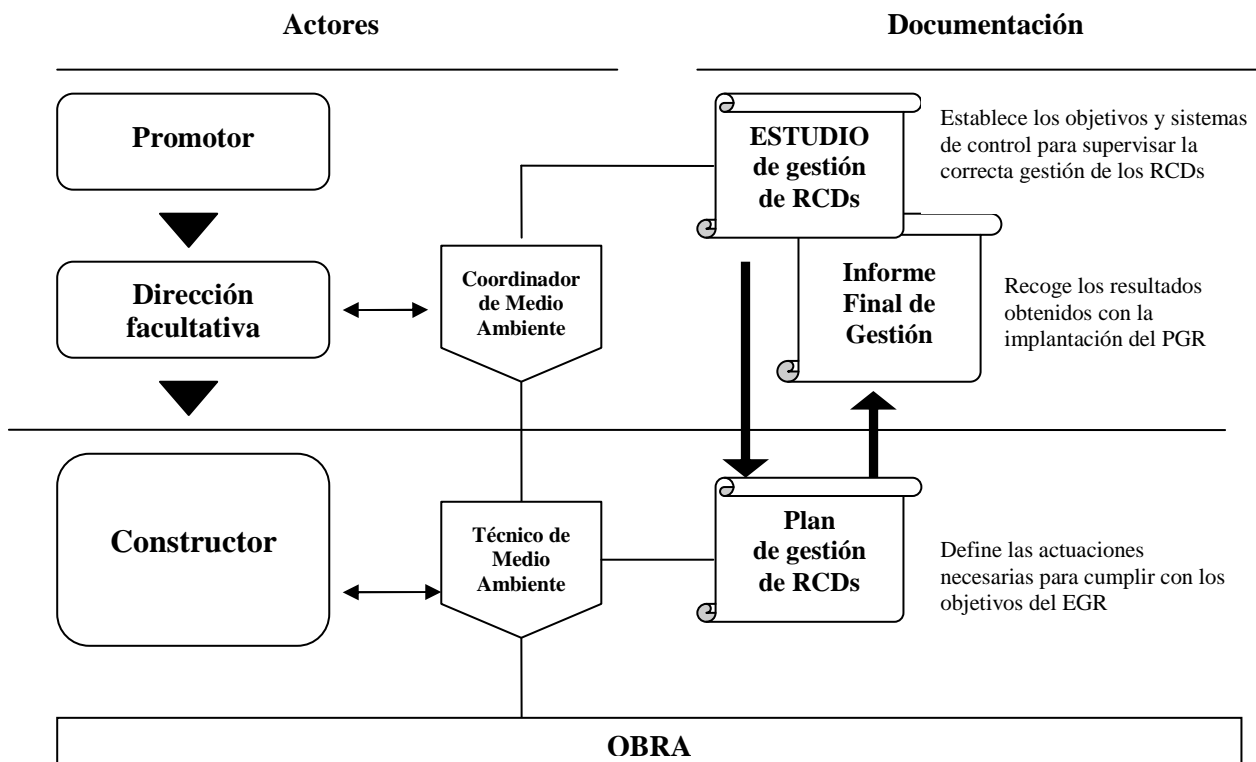 Actores
Documentación
Promotor
ESTUDIO
de gestión
de RCDs
Establece los objetivos y sistemas
de control para supervisar la
correcta gestión de los RCDs
Dirección
facultativa
Coordinador
de Medio
Ambiente
Informe
Final de
Gestión
Recoge los resultados
obtenidos con la
implantación del PGR
Constructor
Técnico de
Medio
Ambiente
Plan
de gestión
de RCDs
Define las actuaciones
necesarias para cumplir con los
objetivos del EGR
OBRA